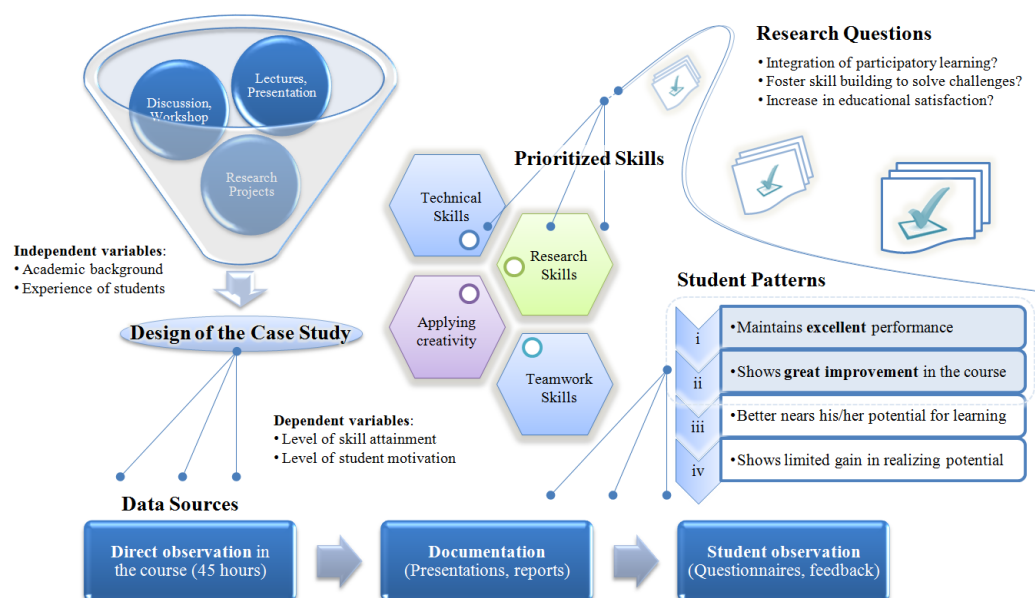 Lectures,
Presentation
Discussion,
Workshop
Research
Projects
Independent variables:
• Academic background
• Experience of students
Design of the Case Study
Dependent variables:
• Level of skill attainment
• Level of student motivation
Prioritized Skills
Technical
Skills
Research
Skills
Applying
creativity
Teamwork
Skills
Research Questions
• Integration of participatory learning?
• Foster skill building to solve challenges?
• Increase in educational satisfaction?
Student Patterns
i
• Maintains excellent performance
ii
• Shows great improvement in the course
iii
• Better nears his/her potential for learning
iv
• Shows limited gain in realizing potential
Data Sources
Direct observation in
the course (45 hours)
Documentation
(Presentations, reports)
Student observation
(Questionnaires, feedback)